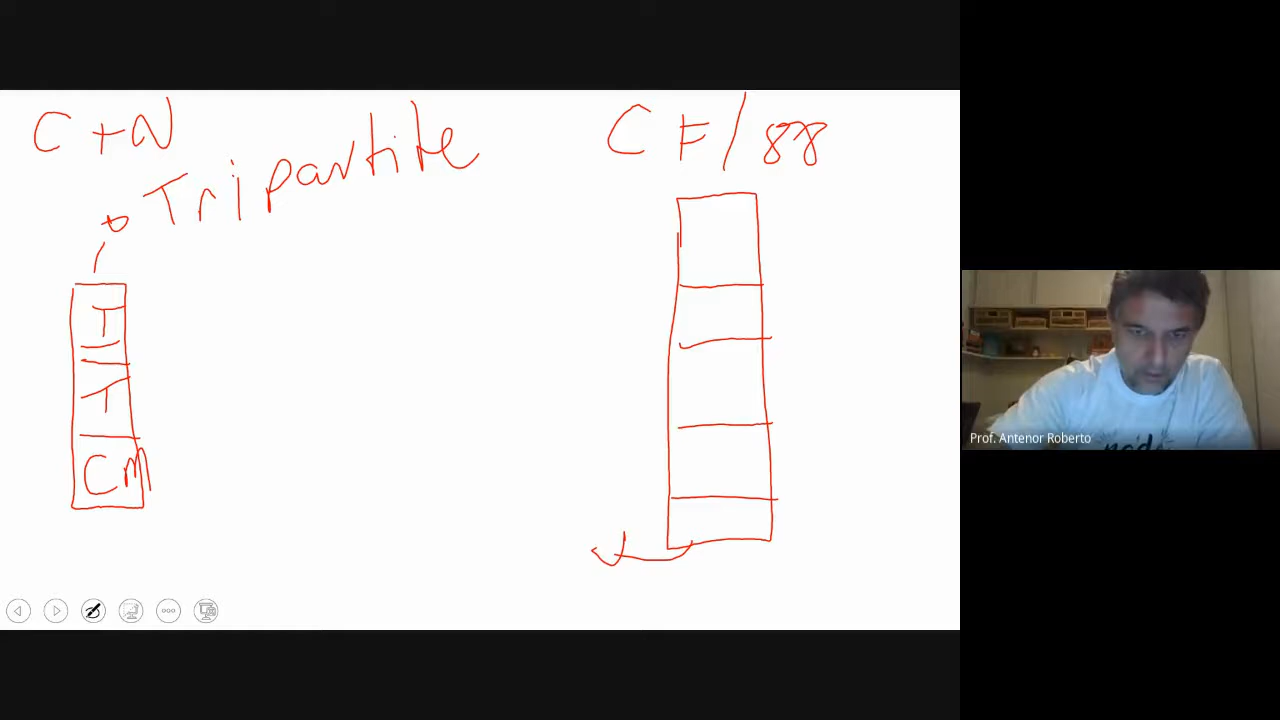 C + N
Tripartite
CF/88
T
T
CM
Prof. Antenor Roberto